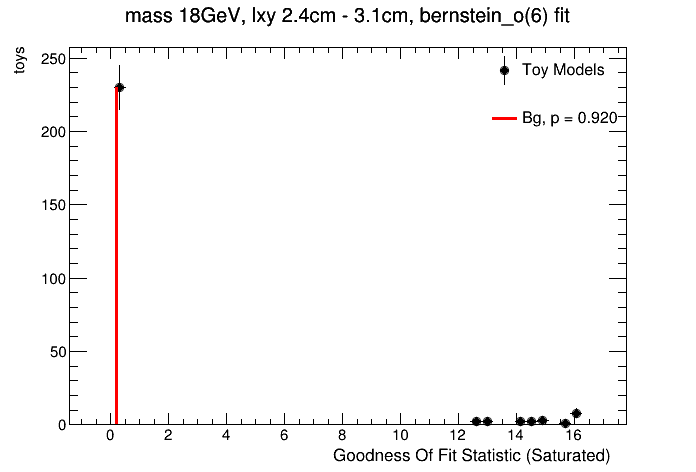 mass 18GeV, lxy 2.4cm - 3.1cm, bernstein_o(6) fit
toys
250
200
150
100
50
0
Toy Models
Bg, p = 0.920
0 2 4 6 8 10 12 14 16
Goodness Of Fit Statistic (Saturated)